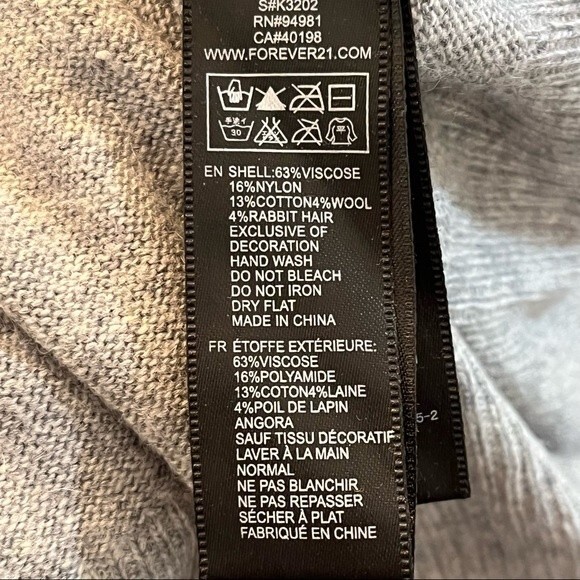 S#K3202
RN#94981
CA#40198
WWW.FOREVER21.COM
30
EN SHELL:63%VISCOSE
16%NYLON
13%COTTON4%WOOL
4%RABBIT HAIR
EXCLUSIVE OF
DECORATION
HAND WASH
DO NOT BLEACH
DO NOT IRON
DRY FLAT
MADE IN CHINA
FR ÉTOFFE EXTÉRIEURE:
63%VISCOSE
16%POLYAMIDE
13%COTON4%LAINE
4%POIL DE LAPIN
ANGORA
SAUF TISSU DÉCORATIF
LAVER À LA MAIN
NORMAL
NE PAS BLANCHIR
NE PAS REPASSER
SÉCHER À PLAT
FABRIQUÉ EN CHINE
5-2